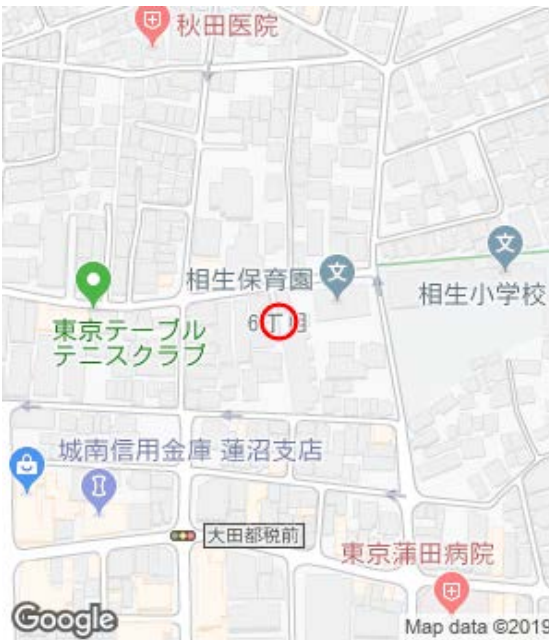 秋田医院
相生保育園
相生小学校
6丁目
東京テーブル
テニスクラブ
城南信用金庫 蓮沼支店
大田都税前
東京蒲田病院
Google
Map data ©2019